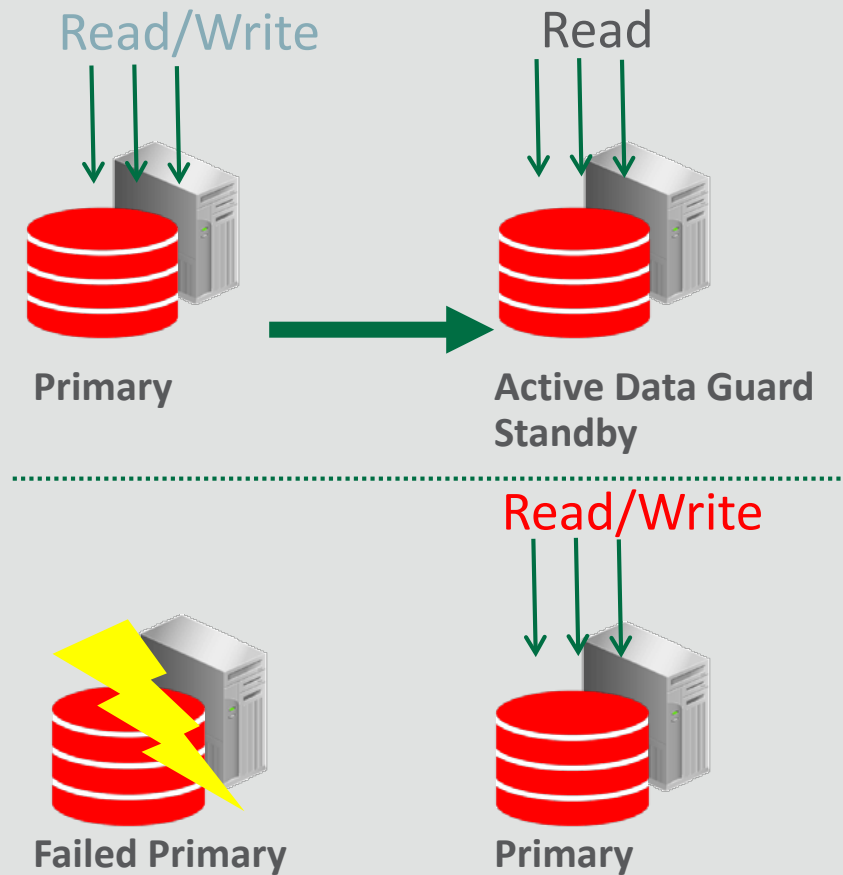 Read/Write
Read
Primary
Active Data Guard
Standby
Read/Write
Failed Primary
Primary